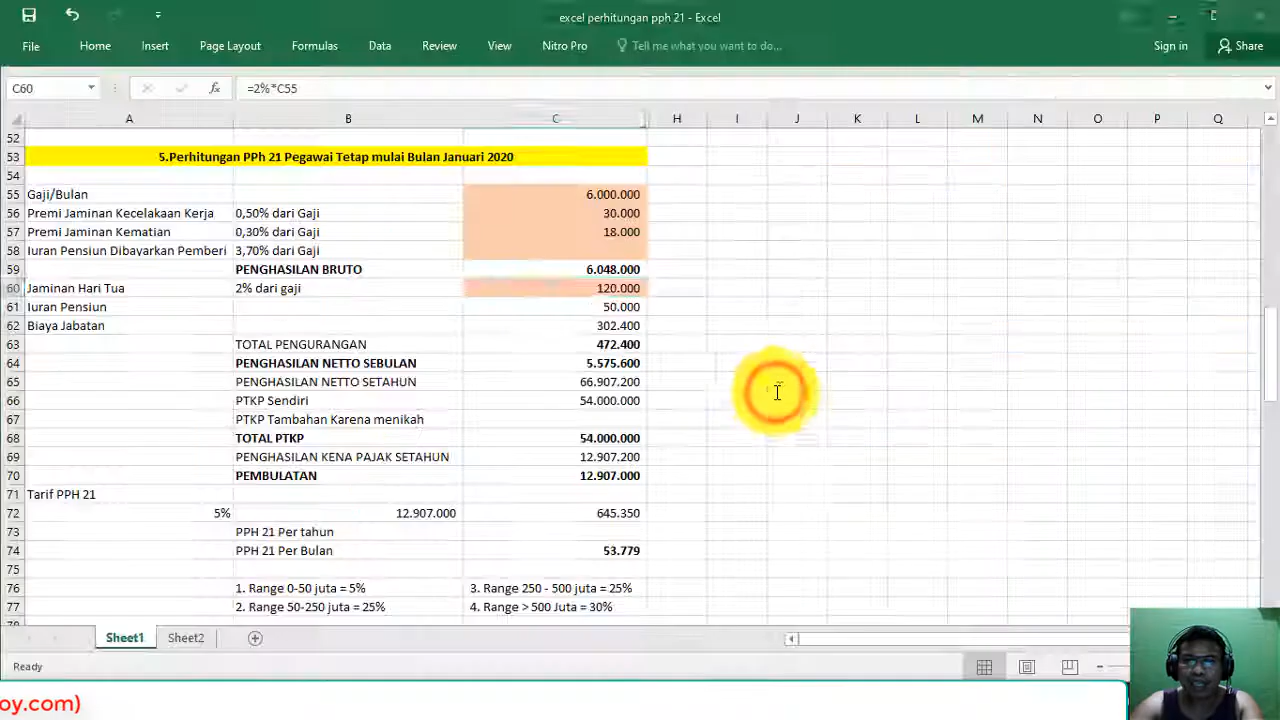 excel perhitungan pph 21 - Excel
File Home Insert Page Layout Formulas Data Review View Nitro Pro Tell me what you want to do... Sign in Share
C60 fx =2%*C55
A B C H I J K L M N O P Q
52
53 5.Perhitungan PPh 21 Pegawai Tetap mulai Bulan Januari 2020
54
55 Gaji/Bulan 6.000.000
56 Premi Jaminan Kecelakaan Kerja 0,50% dari Gaji 30.000
57 Premi Jaminan Kematian 0,30% dari Gaji 18.000
58 Iuran Pensiun Dibayarkan Pemberi 3,70% dari Gaji
59 PENGHASILAN BRUTO 6.048.000
60 Jaminan Hari Tua 2% dari gaji 120.000
61 Iuran Pensiun 50.000
62 Biaya Jabatan 302.400
63 TOTAL PENGURANGAN 472.400
64 PENGHASILAN NETTO SEBULAN 5.575.600
65 PENGHASILAN NETTO SETAHUN 66.907.200
66 PTKP Sendiri 54.000.000
67 PTKP Tambahan Karena menikah
68 TOTAL PTKP 54.000.000
69 PENGHASILAN KENA PAJAK SETAHUN 12.907.200
70 PEMBULATAN 12.907.000
71 Tarif PPH 21
72 5% 12.907.000 645.350
73 PPH 21 Per tahun
74 PPH 21 Per Bulan 53.779
75
76 1. Range 0-50 juta = 5% 3. Range 250 - 500 juta = 25%
77 2. Range 50-250 juta = 25% 4. Range > 500 Juta = 30%
Sheet1 Sheet2
Ready
oy.com)